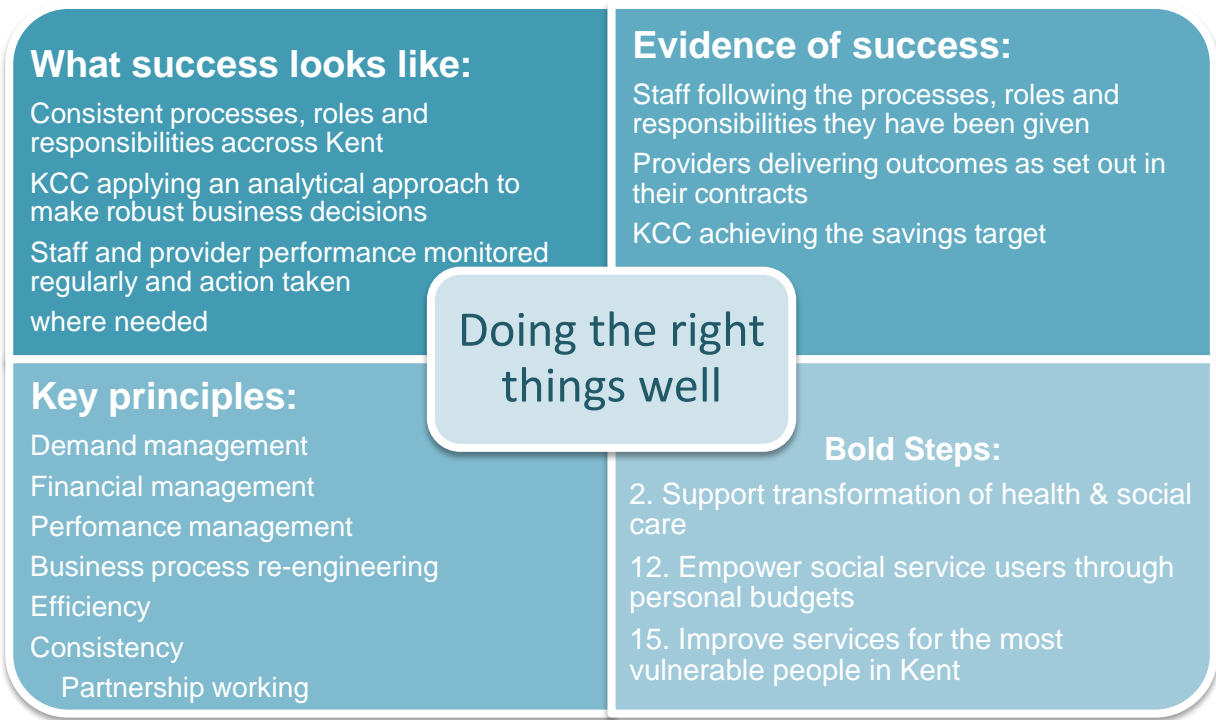 What success looks like:
Consistent processes, roles and
responsibilities accross Kent
KCC applying an analytical approach to
make robust business decisions
Staff and provider performance monitored
regularly and action taken
where needed
Evidence of success:
Staff following the processes, roles and
responsibilities they have been given
Providers delivering outcomes as set out in
their contracts
KCC achieving the savings target
Doing the right
things well
Key principles:
Demand management
Financial management
Perfomance management
Business process re-engineering
Efficiency
Consistency
Partnership working
Bold Steps:
2. Support transformation of health & social
care
12. Empower social service users through
personal budgets
15. Improve services for the most
vulnerable people in Kent